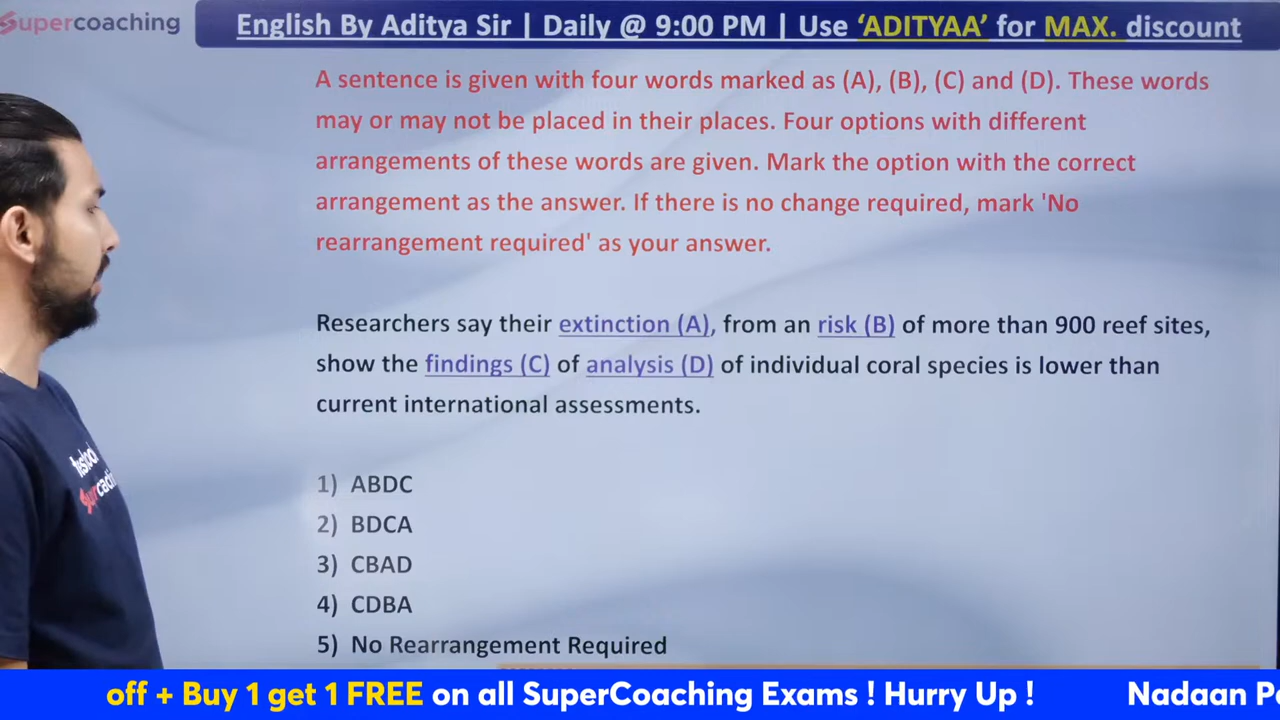 Supercoaching
English By Aditya Sir | Daily @ 9:00 PM | Use ‘ADITYAA’ for MAX. discount
A sentence is given with four words marked as (A), (B), (C) and (D). These words
may or may not be placed in their places. Four options with different
arrangements of these words are given. Mark the option with the correct
arrangement as the answer. If there is no change required, mark 'No
rearrangement required' as your answer.
Researchers say their extinction (A), from an risk (B) of more than 900 reef sites,
show the findings (C) of analysis (D) of individual coral species is lower than
current international assessments.
1) ABDC
2) BDCA
3) CBAD
4) CDBA
5) No Rearrangement Required
off + Buy 1 get 1 FREE on all SuperCoaching Exams ! Hurry Up ! Nadaan